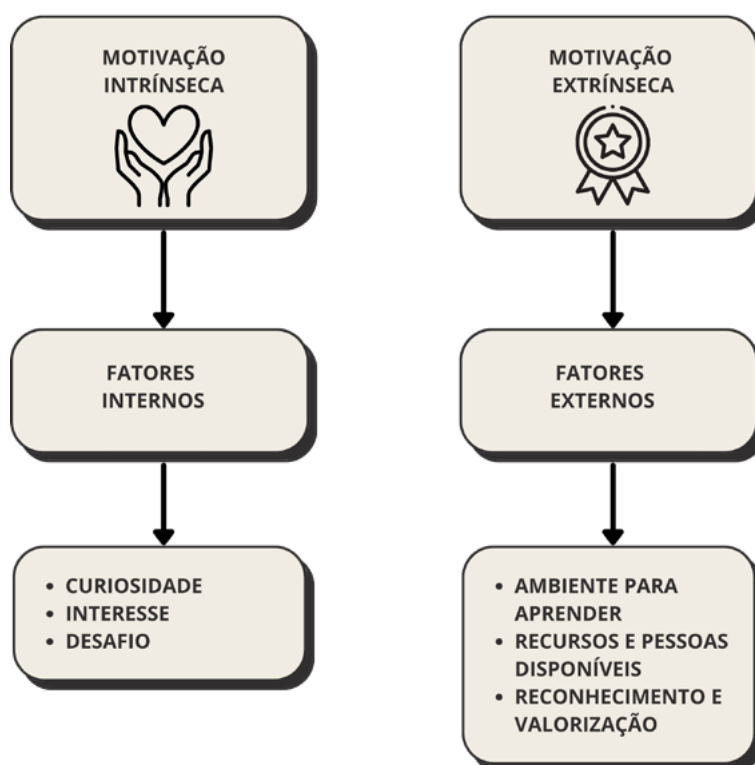 MOTIVAÇÃO
INTRÍNSECA
FATORES
INTERNOS
• CURIOSIDADE
• INTERESSE
• DESAFIO
MOTIVAÇÃO
EXTRÍNSECA
FATORES
EXTERNOS
• AMBIENTE PARA
APRENDER
• RECURSOS E PESSOAS
DISPONÍVEIS
• RECONHECIMENTO E
VALORIZAÇÃO